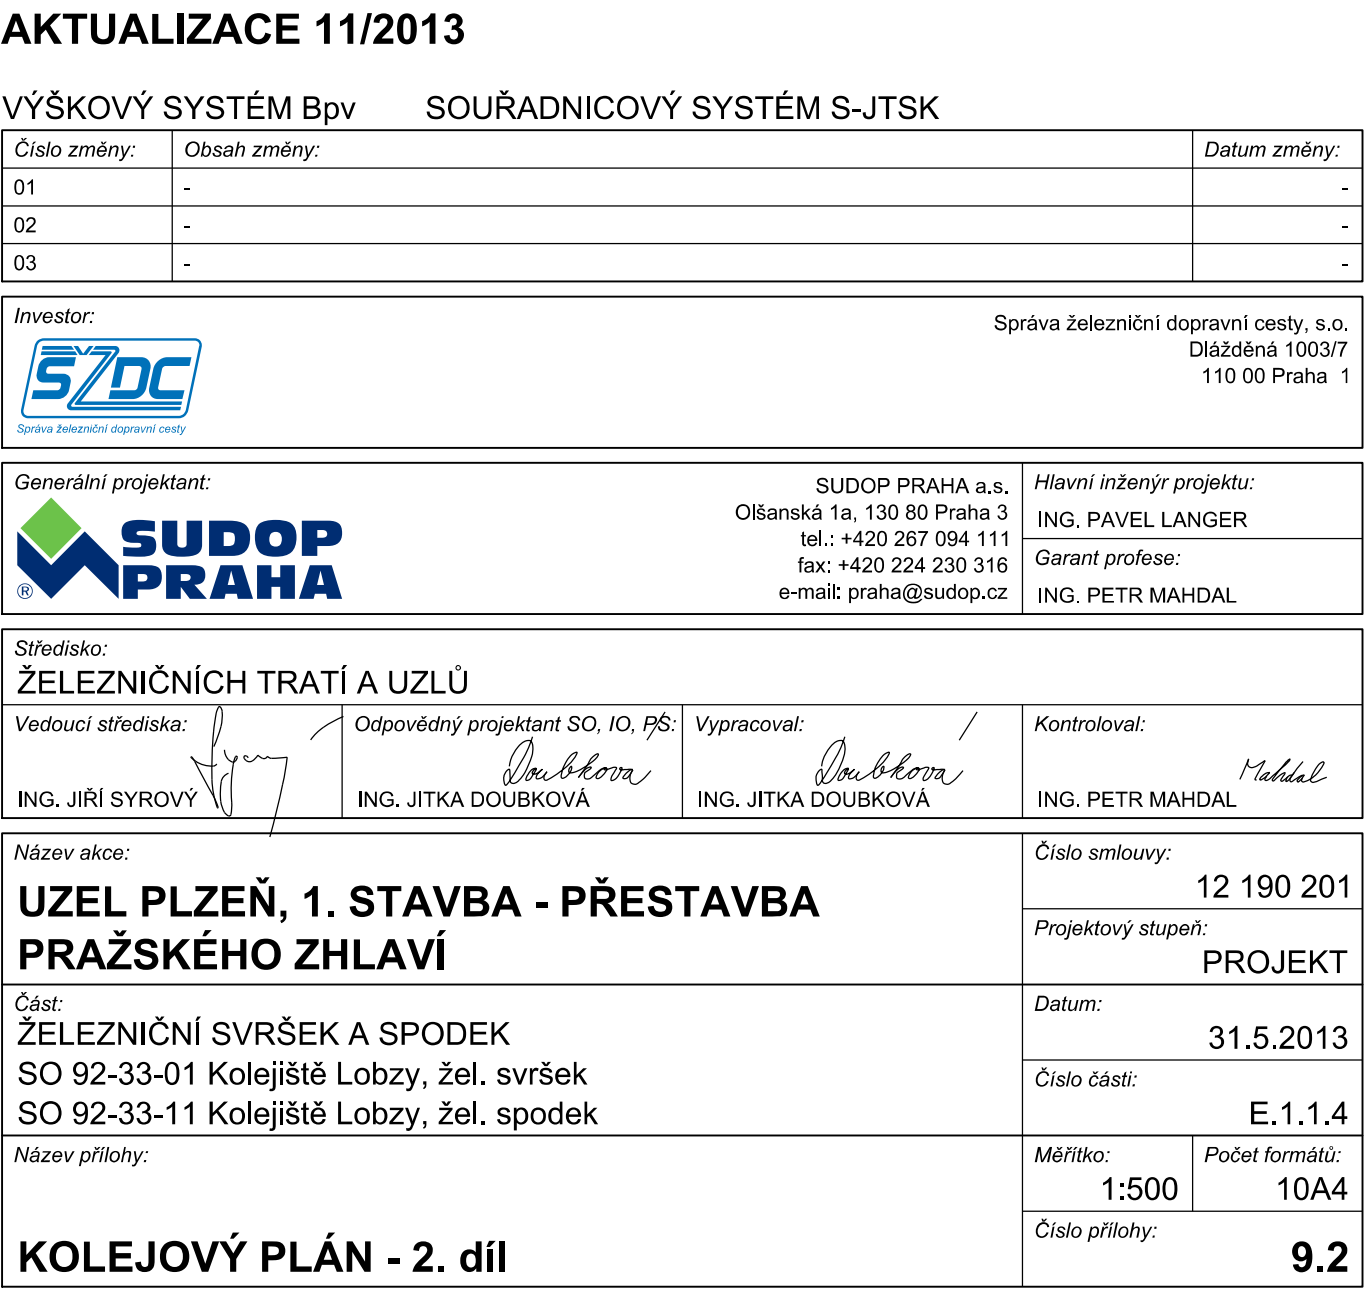 AKTUALIZACE 11/2013
VÝŠKOVÝ SYSTÉM Bpv SOUŘADNICOVÝ SYSTÉM S-JTSK
Číslo změny: Obsah změny: Datum změny:
01 - -
02 - -
03 - -
Investor:
Správa železniční dopravní cesty, s.o.
Dlážděná 1003/7
110 00 Praha 1
SŽDC
Správa železniční dopravní cesty
Generální projektant:
SUDOP
PRAHA
®
SUDOP PRAHA a.s.
Olšanská 1a, 130 80 Praha 3
tel.: +420 267 094 111
fax: +420 224 230 316
e-mail: praha@sudop.cz
Hlavní inženýr projektu:
ING. PAVEL LANGER
Garant profese:
ING. PETR MAHDAL
Středisko:
ŽELEZNIČNÍCH TRATÍ A UZLŮ
Vedoucí střediska:
ING. JIŘÍ SYROVÝ
Odpovědný projektant SO, IO, PS:
Doubkova
ING. JITKA DOUBKOVÁ
Vypracoval:
Doubkova
ING. JITKA DOUBKOVÁ
Kontroloval:
Mahdal
ING. PETR MAHDAL
Název akce:
UZEL PLZEŇ, 1. STAVBA - PŘESTAVBA
PRAŽSKÉHO ZHLAVÍ
Číslo smlouvy:
12 190 201
Projektový stupeň:
PROJEKT
Část:
ŽELEZNIČNÍ SVRŠEK A SPODEK
SO 92-33-01 Kolejiště Lobzy, žel. svršek
SO 92-33-11 Kolejiště Lobzy, žel. spodek
Datum:
31.5.2013
Číslo části:
E.1.1.4
Název přílohy:
KOLEJOVÝ PLÁN - 2. díl
Měřítko:
1:500
Počet formátů:
10A4
Číslo přílohy:
9.2